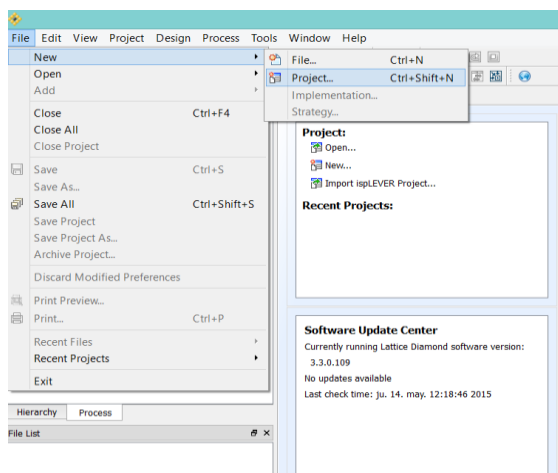 File Edit View Project Design Process Tools Window Help
New
Open
Add
Close Ctrl+F4
Close All
Close Project
Save Ctrl+S
Save As...
Save All Ctrl+Shift+S
Save Project
Save Project As...
Archive Project...
Discard Modified Preferences
Print Preview...
Print... Ctrl+P
Recent Files
Recent Projects
Exit
File... Ctrl+N
Project... Ctrl+Shift+N
Implementation...
Strategy...
Project:
Open...
New...
Import ispLEVER Project...
Recent Projects:
Software Update Center
Currently running Lattice Diamond software version:
3.3.0.109
No updates available
Last check time: ju. 14. may. 12:18:46 2015
Hierarchy Process
File List